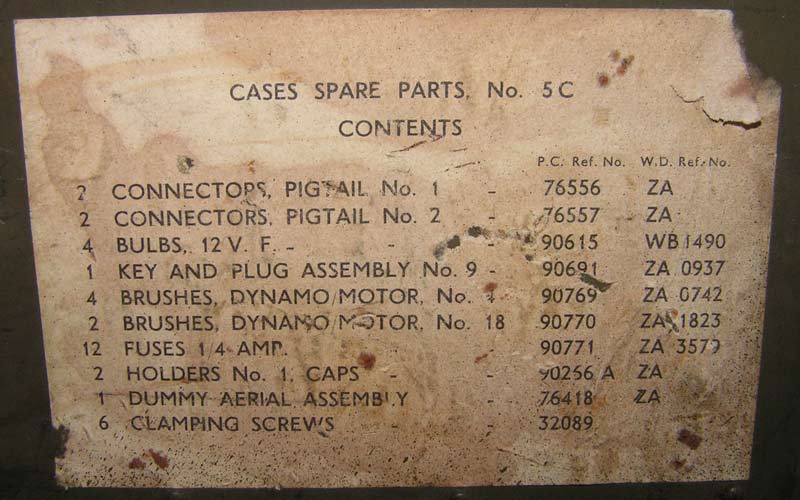 CASES SPARE PARTS, No. 5C
CONTENTS
P.C. Ref. No. W.D. Ref. No.
2 CONNECTORS, PIGTAIL No. 1 - 76556 ZA
2 CONNECTORS, PIGTAIL No. 2 - 76557 ZA
4 BULBS, 12 V. F. - - - 90615 WB 1490
1 KEY AND PLUG ASSEMBLY No. 9 - 90691 ZA 0937
4 BRUSHES, DYNAMO/MOTOR, No. 90769 ZA 0742
2 BRUSHES, DYNAMO/MOTOR, No. 18 90770 ZA 1823
12 FUSES 1/4 AMP. - - 90771 ZA 3579
2 HOLDERS No. 1, CAPS - - 90256 A ZA
1 DUMMY AERIAL ASSEMBLY - 76418 ZA
6 CLAMPING SCREWS - - 32089